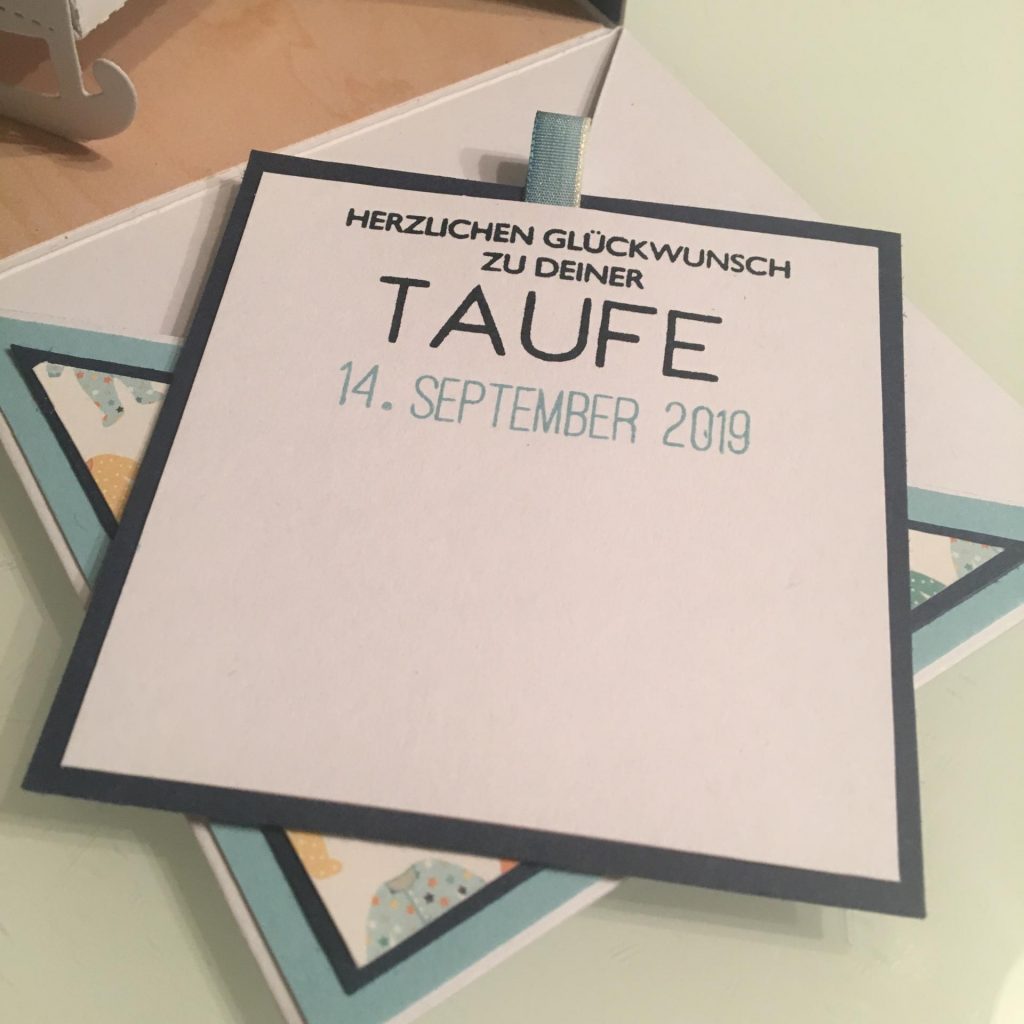 HERZLICHEN GLÜCKWUNSCH
ZU DEINER
TAUFE
14. SEPTEMBER 2019